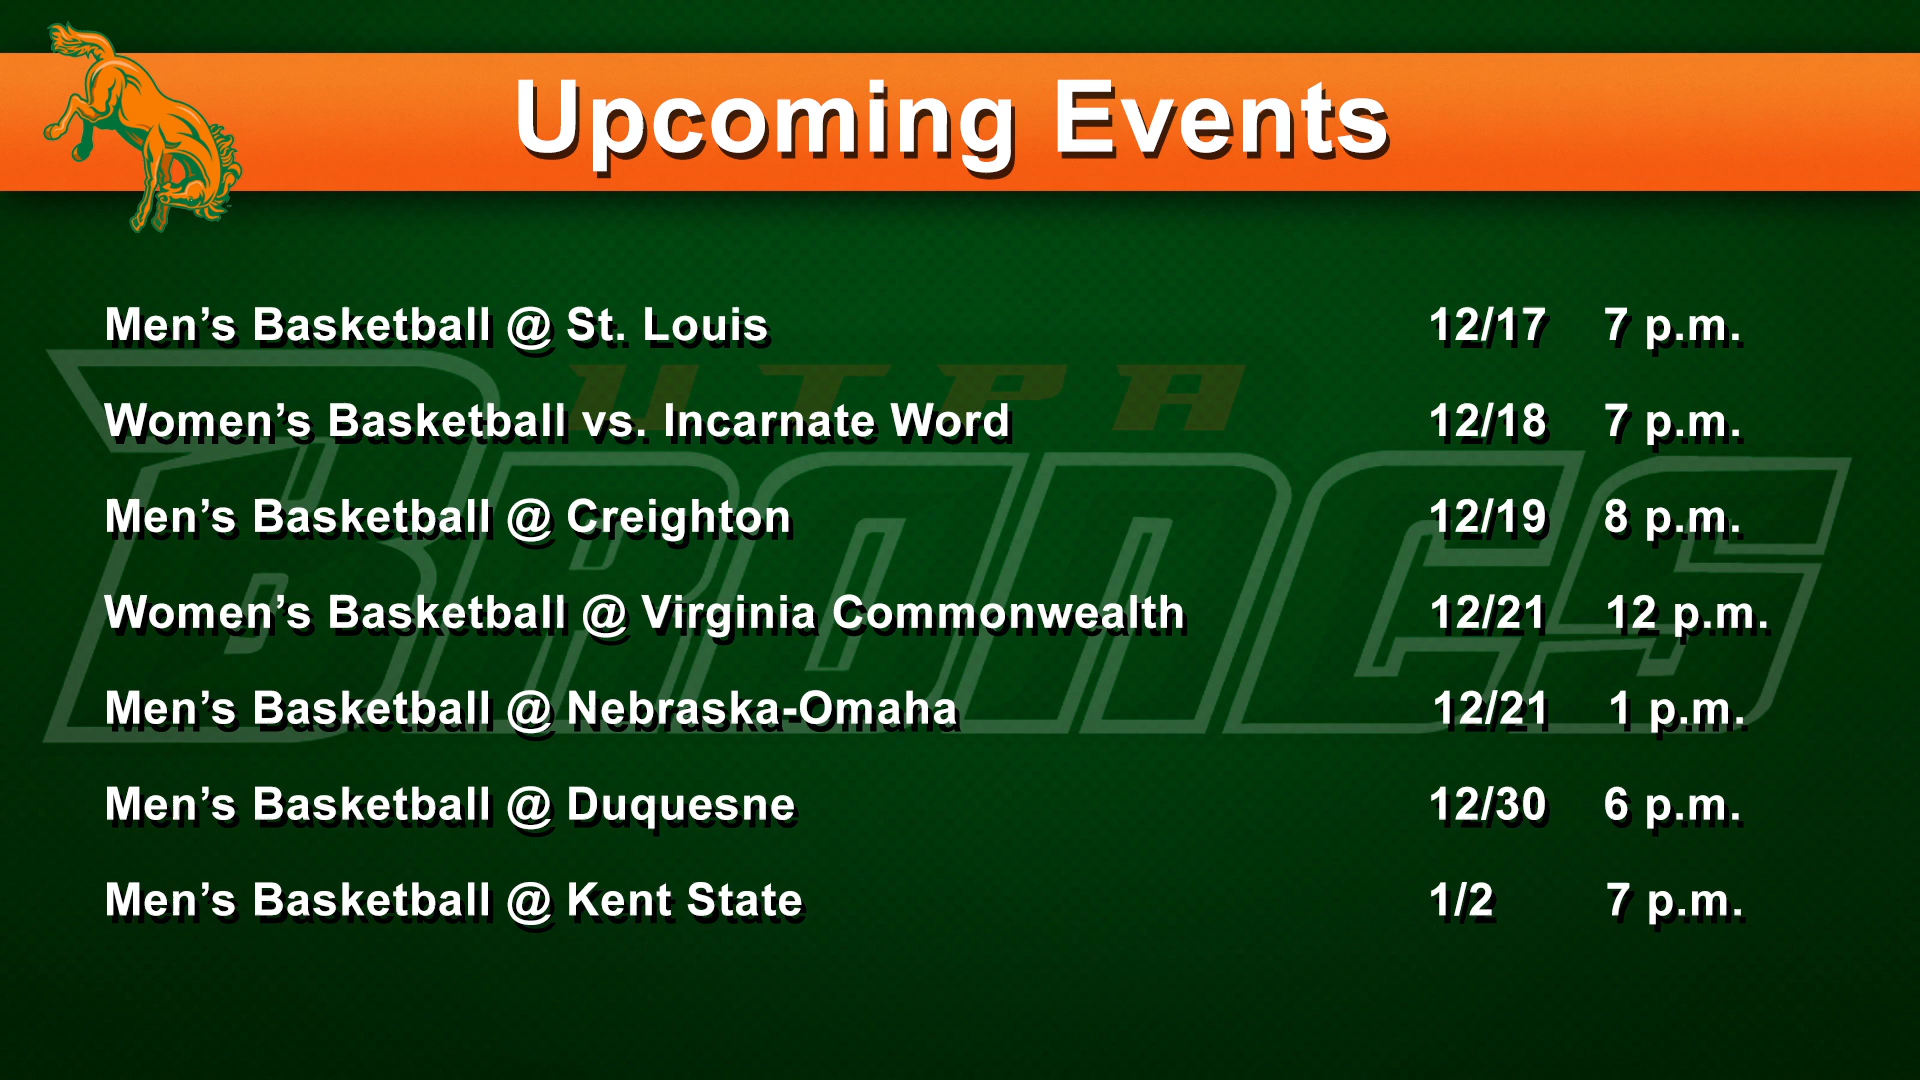 Upcoming Events
Men’s Basketball @ St. Louis 12/17 7 p.m.
UTPA
Women’s Basketball vs. Incarnate Word 12/18 7 p.m.
BRONCS
Men’s Basketball @ Creighton 12/19 8 p.m.
Women’s Basketball @ Virginia Commonwealth 12/21 12 p.m.
Men’s Basketball @ Nebraska-Omaha 12/21 1 p.m.
Men’s Basketball @ Duquesne 12/30 6 p.m.
Men’s Basketball @ Kent State 1/2 7 p.m.